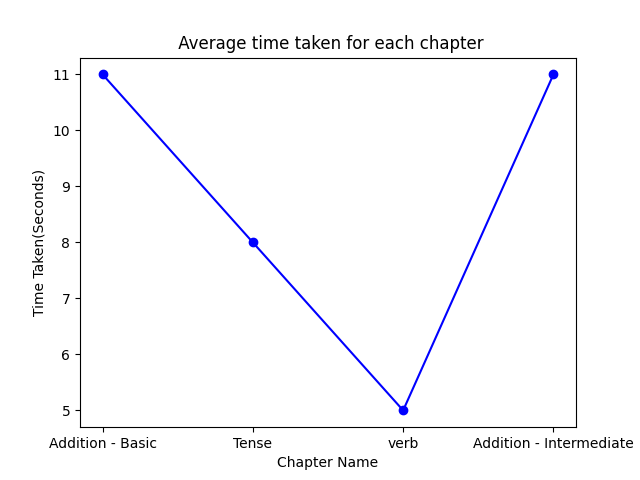 Average time taken for each chapter
Time Taken(Seconds)
11
10
9
8
7
6
5
Addition - Basic
Tense
verb
Addition - Intermediate
Chapter Name